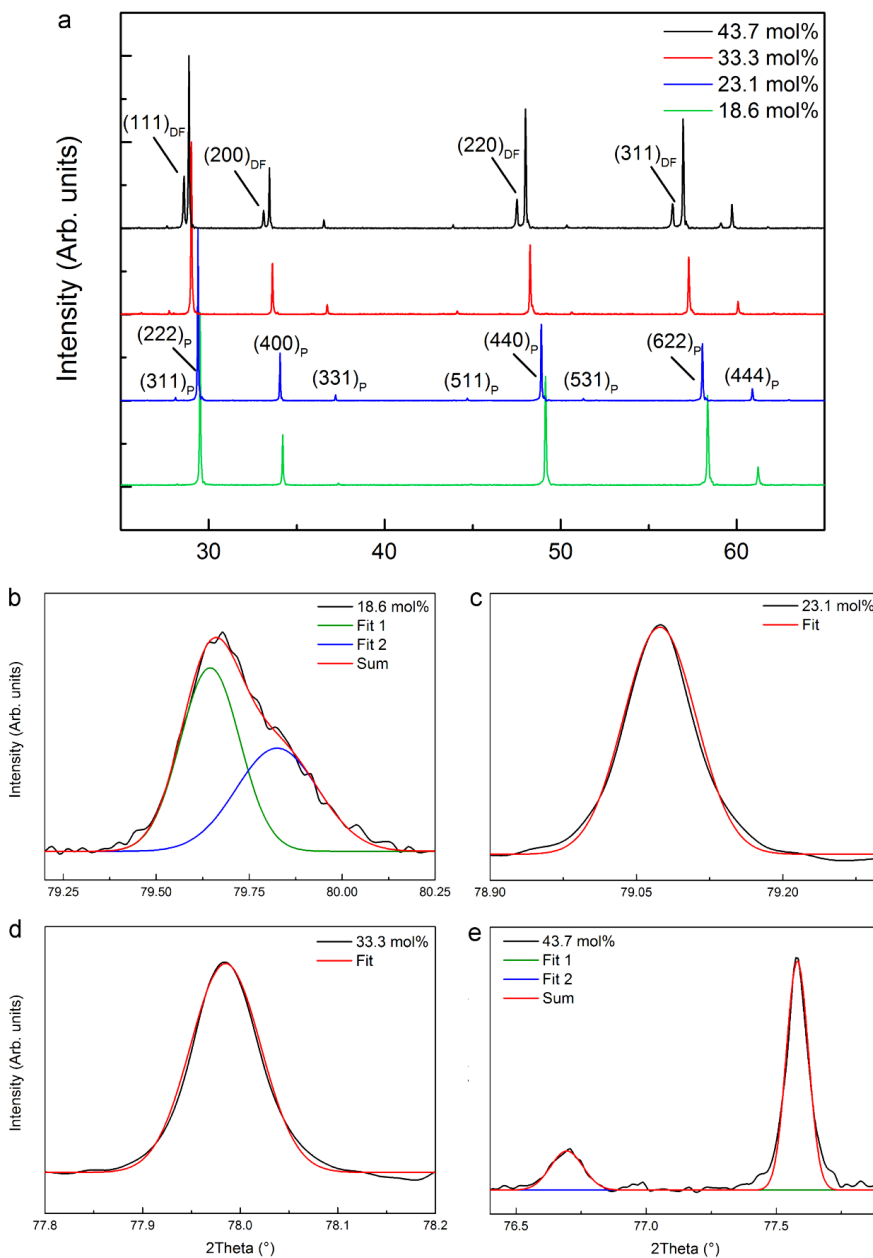 a
43.7 mol%
33.3 mol%
23.1 mol%
18.6 mol%
(111)DF
(200)DF
(220)DF
(311)DF
(222)P
(311)P
(400)P
(331)P
(440)P
(511)P
(531)P
(622)P
(444)P
Intensity (Arb. units)
30 40 50 60
b
18.6 mol%
Fit 1
Fit 2
Sum
Intensity (Arb. units)
79.25 79.50 79.75 80.00 80.25
c
23.1 mol%
Fit
78.90 79.05 79.20
d
33.3 mol%
Fit
Intensity (Arb. units)
77.8 77.9 78.0 78.1 78.2
2Theta (°)
e
43.7 mol%
Fit 1
Fit 2
Sum
76.5 77.0 77.5
2Theta (°)